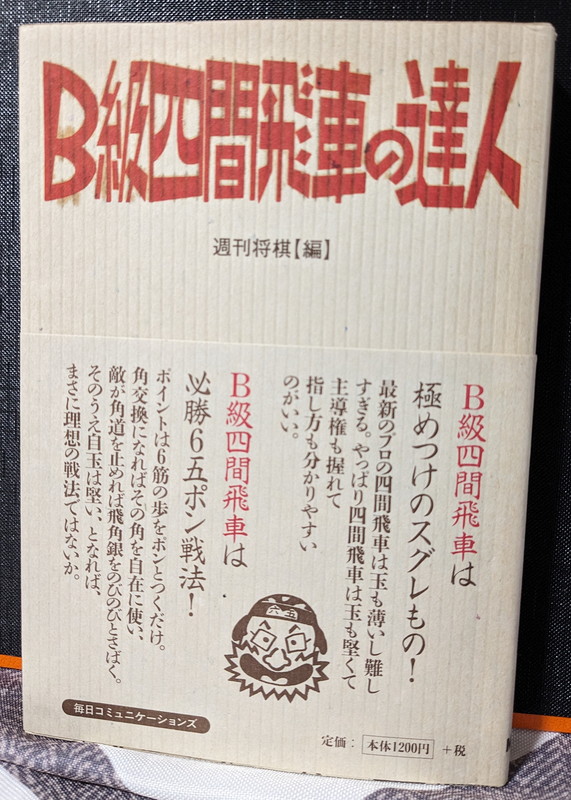 B級四間飛車の達人
週刊将棋【編】
B級四間飛車は
極めつけのスグレもの!
最新のプロの四間飛車は玉も薄いし難し
すぎる。やっぱり四間飛車は玉も堅くて
主導権も握れて
指し方も分かりやすい
のがいい。
B級四間飛車は
必勝6五ポン戦法!
ポイントは6筋の歩をポンとつくだけ。
角交換になればその角を自在に使い、
敵が角道を止めれば飛角銀をのびのびとさばく。
そのうえ自玉は堅い、となれば、
まさに理想の戦法ではないか。
毎日コミュニケーションズ
定価:本体1200円+税